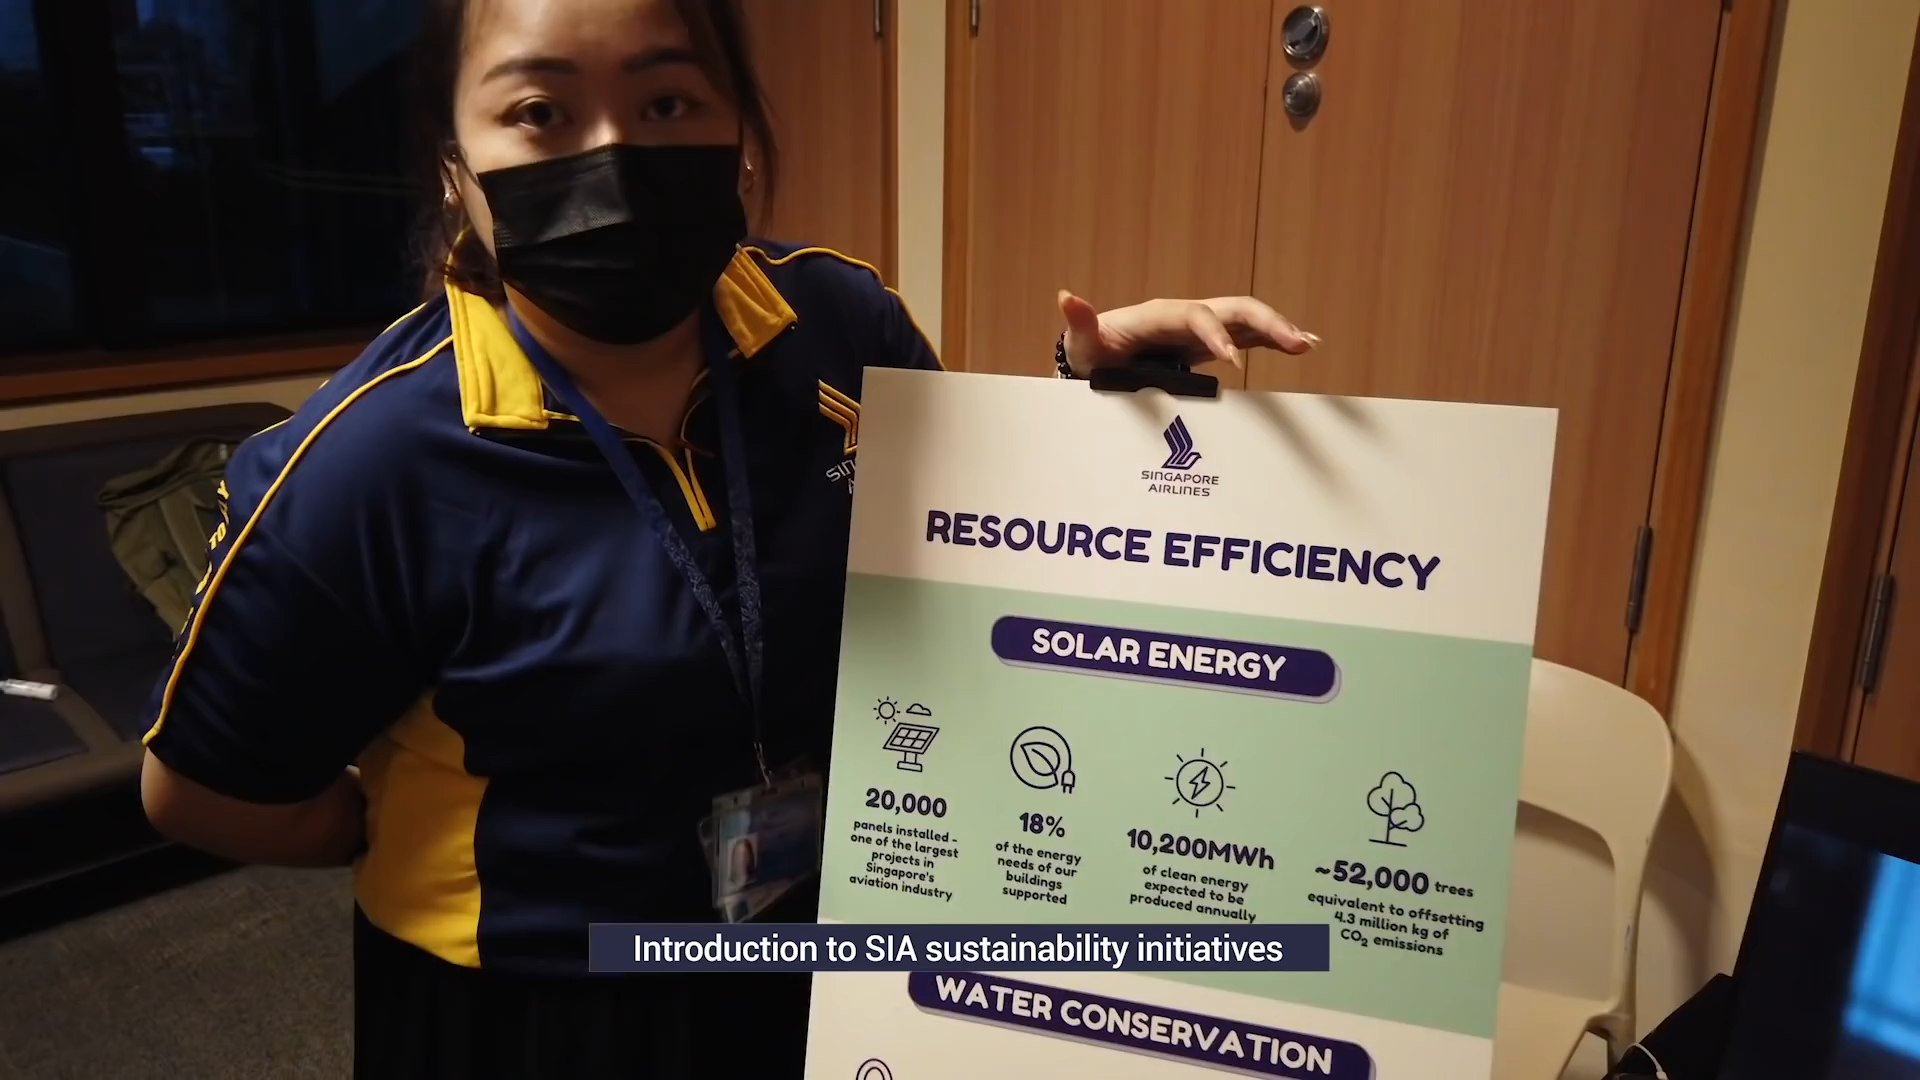 SINGAPORE
AIRLINES
RESOURCE EFFICIENCY
SOLAR ENERGY
20,000
panels installed -
one of the largest
projects in
Singapore's
aviation industry
18%
of the energy
needs of our
buildings
supported
10,200MWh
of clean energy
expected to be
produced annually
~52,000 trees
equivalent to offsetting
4.3 million kg of
CO₂ emissions
Introduction to SIA sustainability initiatives
WATER CONSERVATION